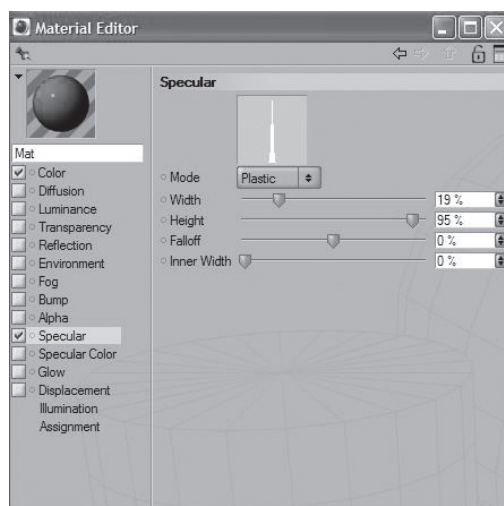 Material Editor
Specular
Mat
Color
Diffusion
Luminance
Transparency
Reflection
Environment
Fog
Bump
Alpha
Specular
Specular Color
Glow
Displacement
Illumination
Assignment
Mode Plastic
Width 19 %
Height 95 %
Falloff 0 %
Inner Width 0 %